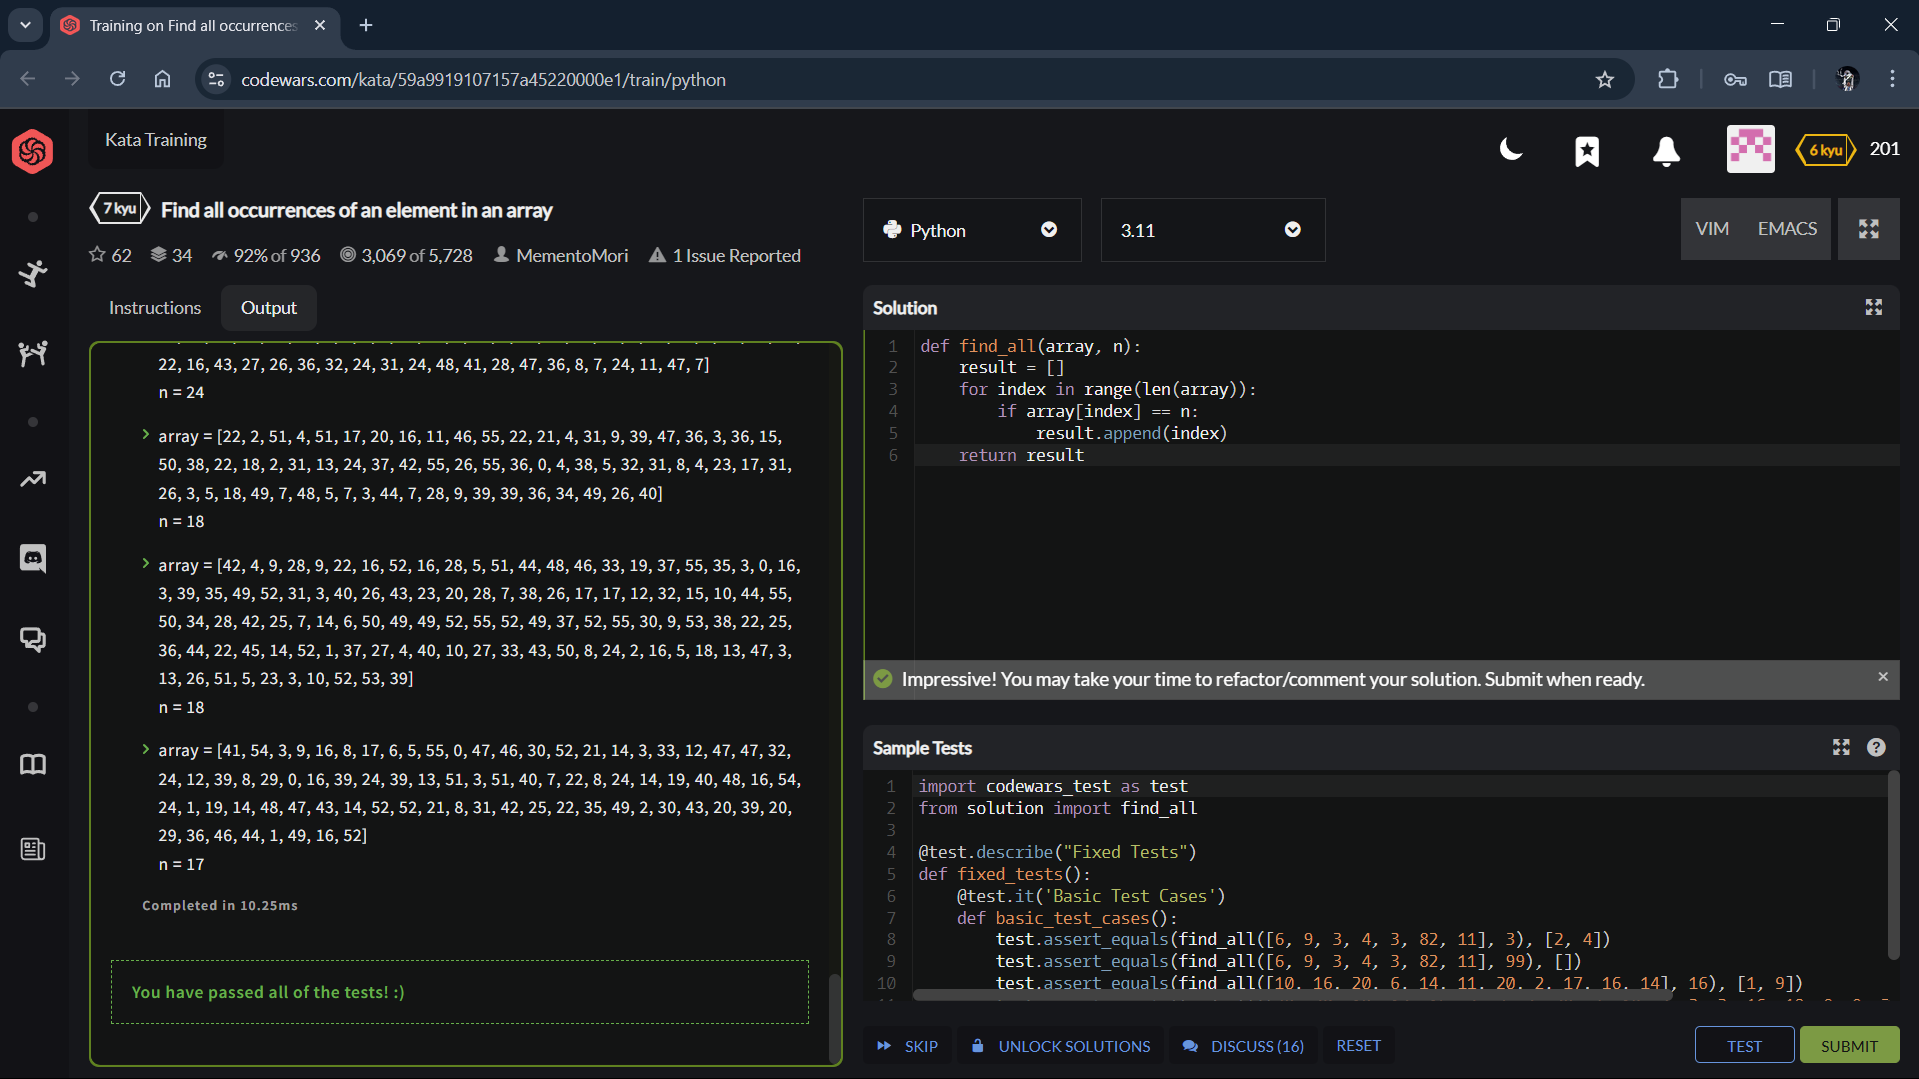 Training on Find all occurrences
codewars.com/kata/59a9919107157a45220000e1/train/python
Kata Training
6 kyu
201
7 kyu
Find all occurrences of an element in an array
62
34
92% of 936
3,069 of 5,728
MementoMori
1 Issue Reported
Python
3.11
VIM
EMACS
Instructions
Output
22, 16, 43, 27, 26, 36, 32, 24, 31, 24, 48, 41, 28, 47, 36, 8, 7, 24, 11, 47, 7]
n = 24
array = [22, 2, 51, 4, 51, 17, 20, 16, 11, 46, 55, 22, 21, 4, 31, 9, 39, 47, 36, 3, 36, 15,
50, 38, 22, 18, 2, 31, 13, 24, 37, 42, 55, 26, 55, 36, 0, 4, 38, 5, 32, 31, 8, 4, 23, 17, 31,
26, 3, 5, 18, 49, 7, 48, 5, 7, 3, 44, 7, 28, 9, 39, 39, 36, 34, 49, 26, 40]
n = 18
array = [42, 4, 9, 28, 9, 22, 16, 52, 16, 28, 5, 51, 44, 48, 46, 33, 19, 37, 55, 35, 3, 0, 16,
3, 39, 35, 49, 52, 31, 3, 40, 26, 43, 23, 20, 28, 7, 38, 26, 17, 17, 12, 32, 15, 10, 44, 55,
50, 34, 28, 42, 25, 7, 14, 6, 50, 49, 49, 52, 55, 52, 49, 37, 52, 55, 30, 9, 53, 38, 22, 25,
36, 44, 22, 45, 14, 52, 1, 37, 27, 4, 40, 10, 27, 33, 43, 50, 8, 24, 2, 16, 5, 18, 13, 47, 3,
13, 26, 51, 5, 23, 3, 10, 52, 53, 39]
n = 18
array = [41, 54, 3, 9, 16, 8, 17, 6, 5, 55, 0, 47, 46, 30, 52, 21, 14, 3, 33, 12, 47, 47, 32,
24, 12, 39, 8, 29, 0, 16, 39, 24, 39, 13, 51, 3, 51, 40, 7, 22, 8, 24, 14, 19, 40, 48, 16, 54,
24, 1, 19, 14, 48, 47, 43, 14, 52, 52, 21, 8, 31, 42, 25, 22, 35, 49, 2, 30, 43, 20, 39, 20,
29, 36, 46, 44, 1, 49, 16, 52]
n = 17
Completed in 10.25ms
You have passed all of the tests! :)
Solution
1 def find_all(array, n):
2 result = []
3 for index in range(len(array)):
4 if array[index] == n:
5 result.append(index)
6 return result
Impressive! You may take your time to refactor/comment your solution. Submit when ready.
Sample Tests
1 import codewars_test as test
2 from solution import find_all
3
4 @test.describe("Fixed Tests")
5 def fixed_tests():
6 @test.it('Basic Test Cases')
7 def basic_test_cases():
8 test.assert_equals(find_all([6, 9, 3, 4, 3, 82, 11], 3), [2, 4])
9 test.assert_equals(find_all([6, 9, 3, 4, 3, 82, 11], 99), [])
10 test.assert_equals(find_all([10, 16, 20, 6, 14, 11, 20, 2, 17, 16, 14], 16), [1, 9])
SKIP
UNLOCK SOLUTIONS
DISCUSS (16)
RESET
TEST
SUBMIT